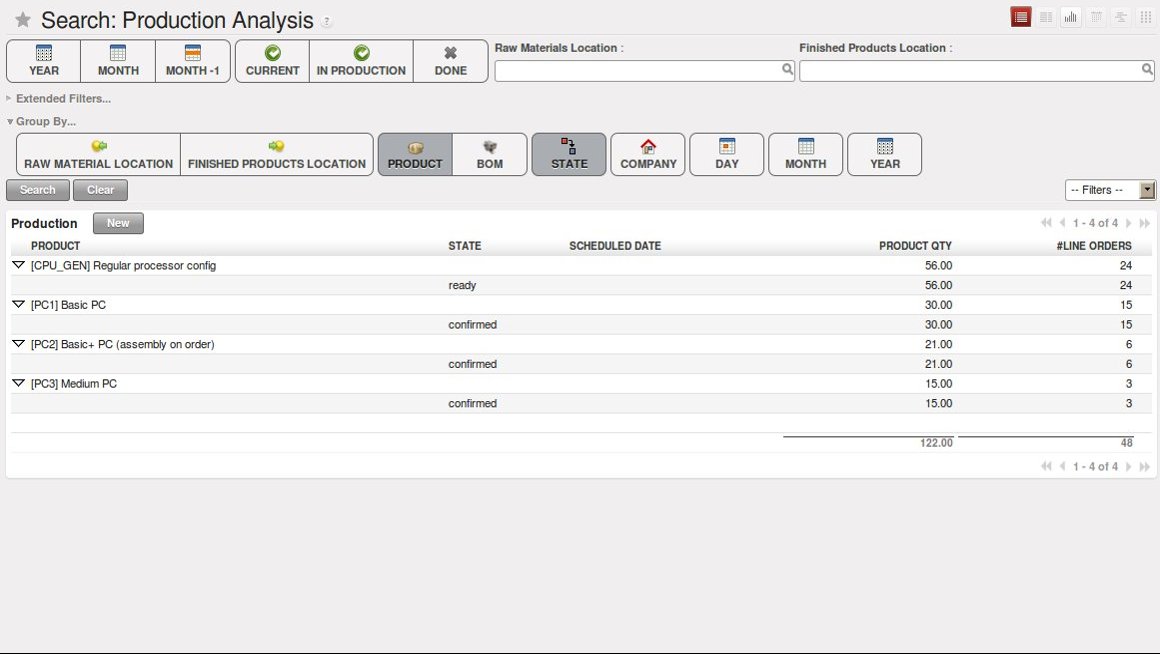 Search: Production Analysis ?
YEAR MONTH MONTH -1 CURRENT IN PRODUCTION DONE
Raw Materials Location : Finished Products Location :
Extended Filters...
Group By...
RAW MATERIAL LOCATION FINISHED PRODUCTS LOCATION PRODUCT BOM STATE COMPANY DAY MONTH YEAR
Search Clear -- Filters --
Production New 1 - 4 of 4
PRODUCT STATE SCHEDULED DATE PRODUCT QTY #LINE ORDERS
[CPU_GEN] Regular processor config 56.00 24
ready 56.00 24
[PC1] Basic PC 30.00 15
confirmed 30.00 15
[PC2] Basic+ PC (assembly on order) 21.00 6
confirmed 21.00 6
[PC3] Medium PC 15.00 3
confirmed 15.00 3
122.00 48
1 - 4 of 4